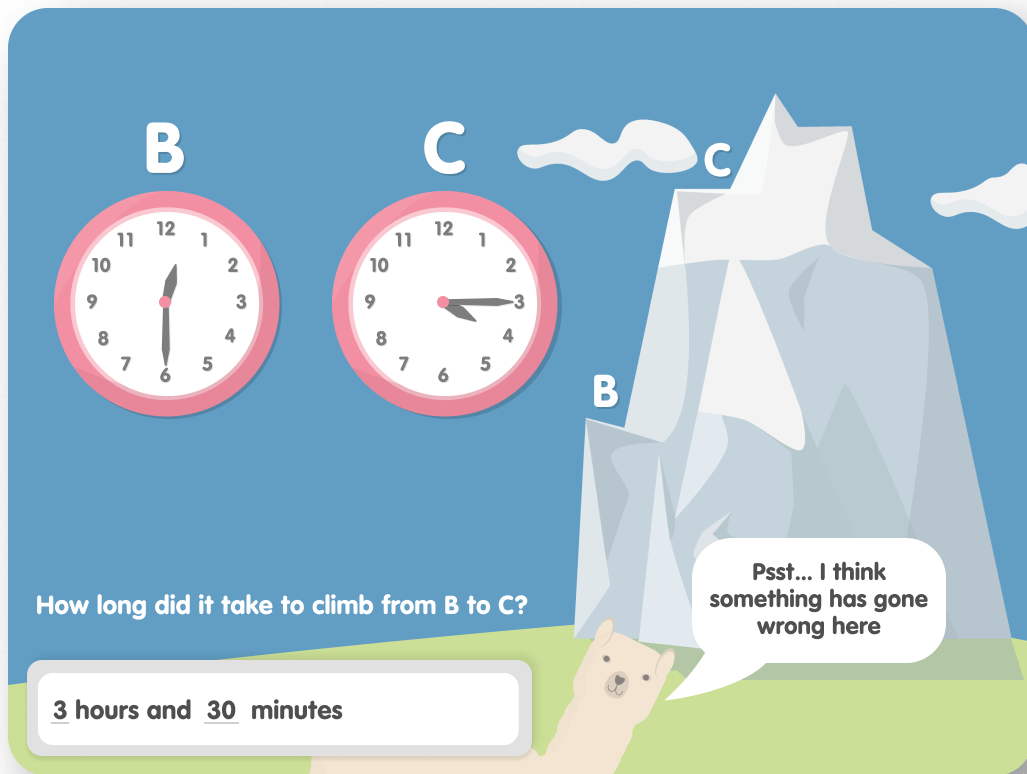 B
C
12
11
1
10
2
9
3
8
4
7
5
6
12
11
1
10
2
9
3
8
4
7
5
6
C
B
How long did it take to climb from B to C?
3 hours and 30 minutes
Psst... I think
something has gone
wrong here